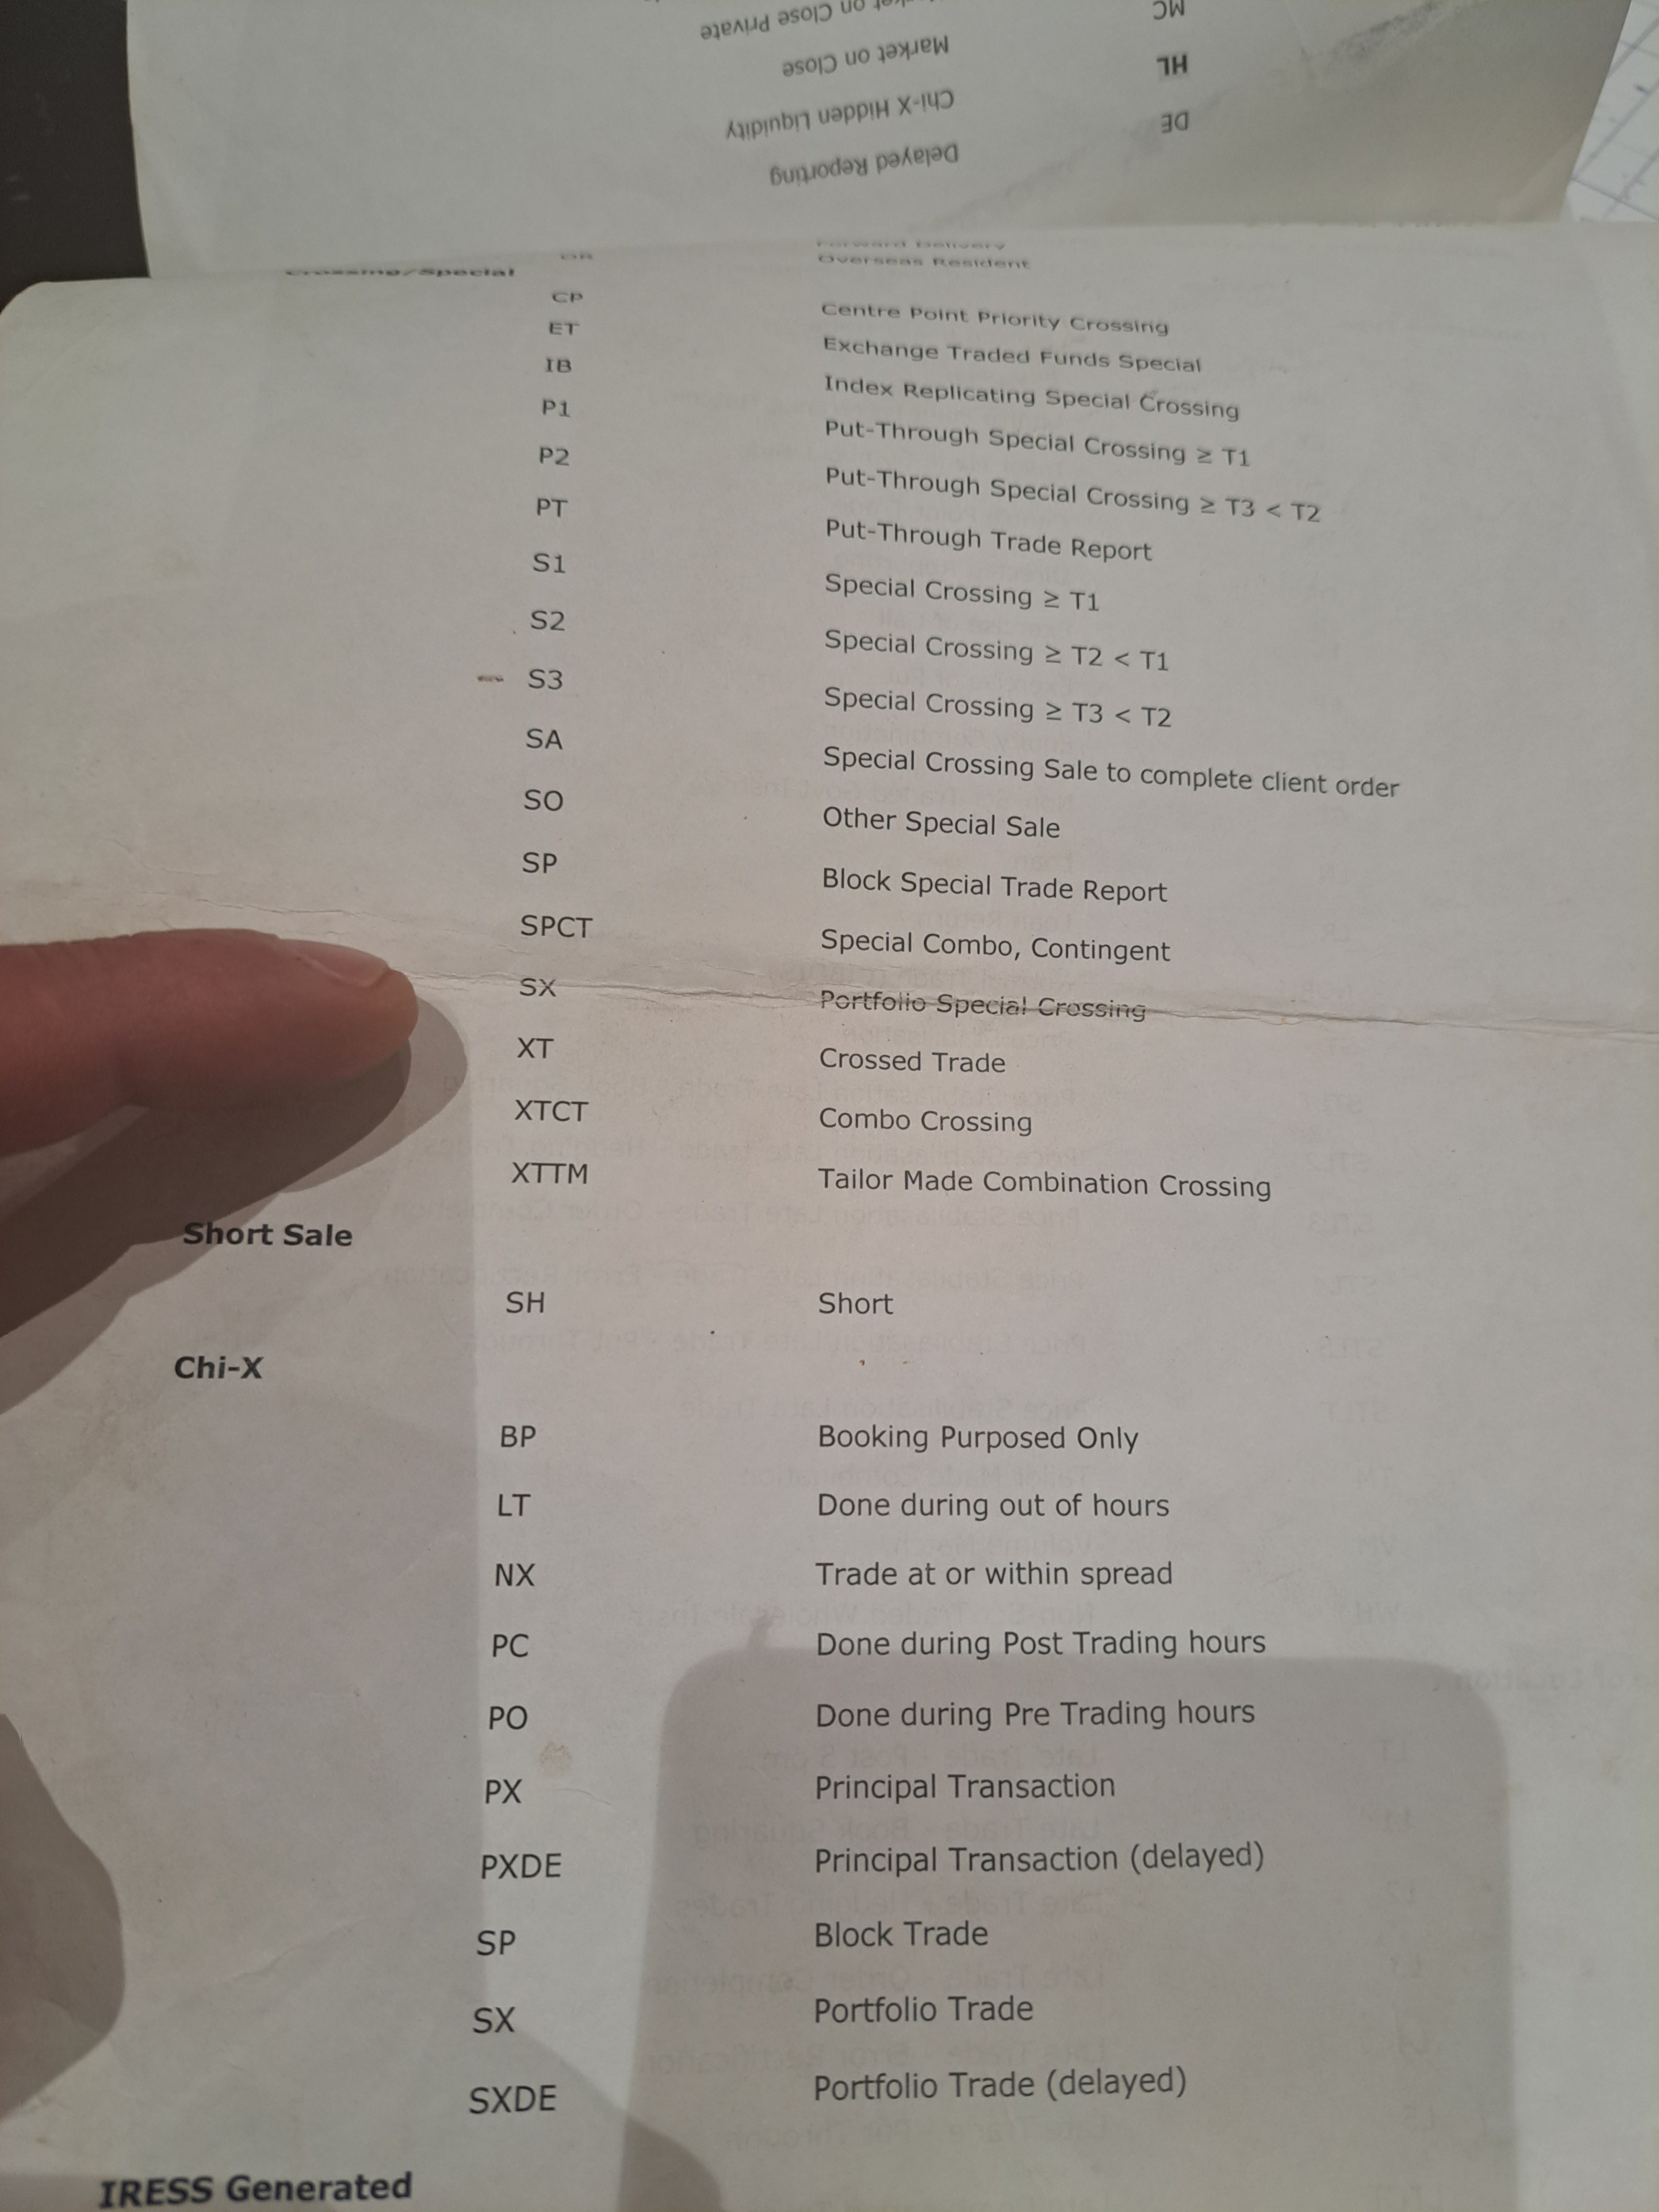 Market on Close Private
MC
Market on Close
HL
Chi-X Hidden Liquidity
DE
Delayed Reporting
Forward Delivery
OR Overseas Resident
Crossing/Special
CP Centre Point Priority Crossing
ET Exchange Traded Funds Special
IB Index Replicating Special Crossing
P1 Put-Through Special Crossing ≥ T1
P2 Put-Through Special Crossing ≥ T3 < T2
PT Put-Through Trade Report
S1 Special Crossing ≥ T1
S2 Special Crossing ≥ T2 < T1
S3 Special Crossing ≥ T3 < T2
SA Special Crossing Sale to complete client order
SO Other Special Sale
SP Block Special Trade Report
SPCT Special Combo, Contingent
SX Portfolio Special Crossing
XT Crossed Trade
XTCT Combo Crossing
XTTM Tailor Made Combination Crossing
Short Sale
SH Short
Chi-X
BP Booking Purposed Only
LT Done during out of hours
NX Trade at or within spread
PC Done during Post Trading hours
PO Done during Pre Trading hours
PX Principal Transaction
PXDE Principal Transaction (delayed)
SP Block Trade
SX Portfolio Trade
SXDE Portfolio Trade (delayed)
IRESS Generated